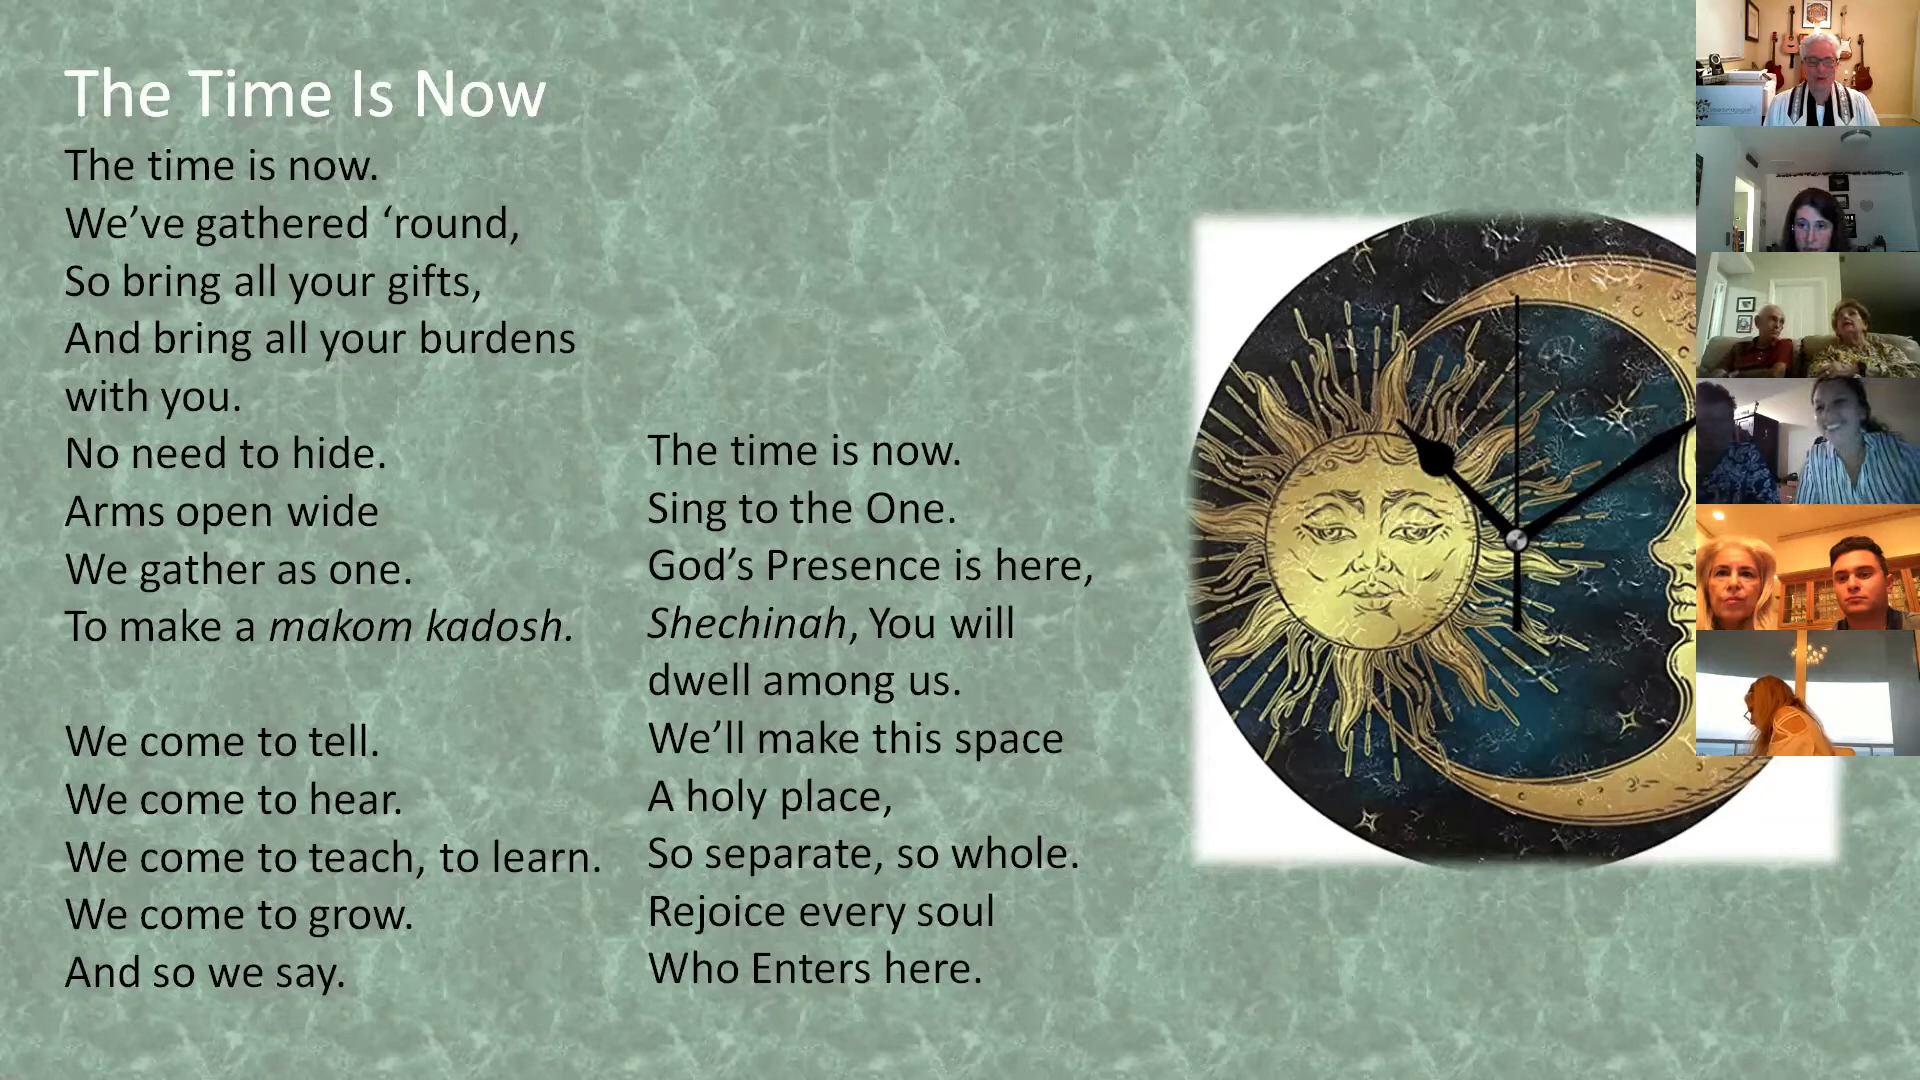 The Time Is Now
The time is now.
We’ve gathered ‘round,
So bring all your gifts,
And bring all your burdens
with you.
No need to hide.
Arms open wide
We gather as one.
To make a makom kadosh.
We come to tell.
We come to hear.
We come to teach, to learn.
We come to grow.
And so we say.
The time is now.
Sing to the One.
God’s Presence is here,
Shechinah, You will
dwell among us.
We’ll make this space
A holy place,
So separate, so whole.
Rejoice every soul
Who Enters here.